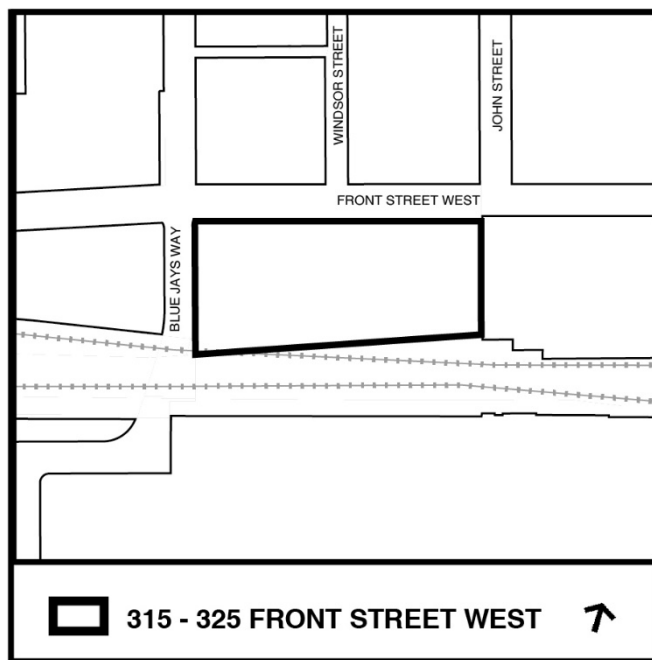 WINDSOR STREET
JOHN STREET
FRONT STREET WEST
BLUE JAYS WAY
315 - 325 FRONT STREET WEST